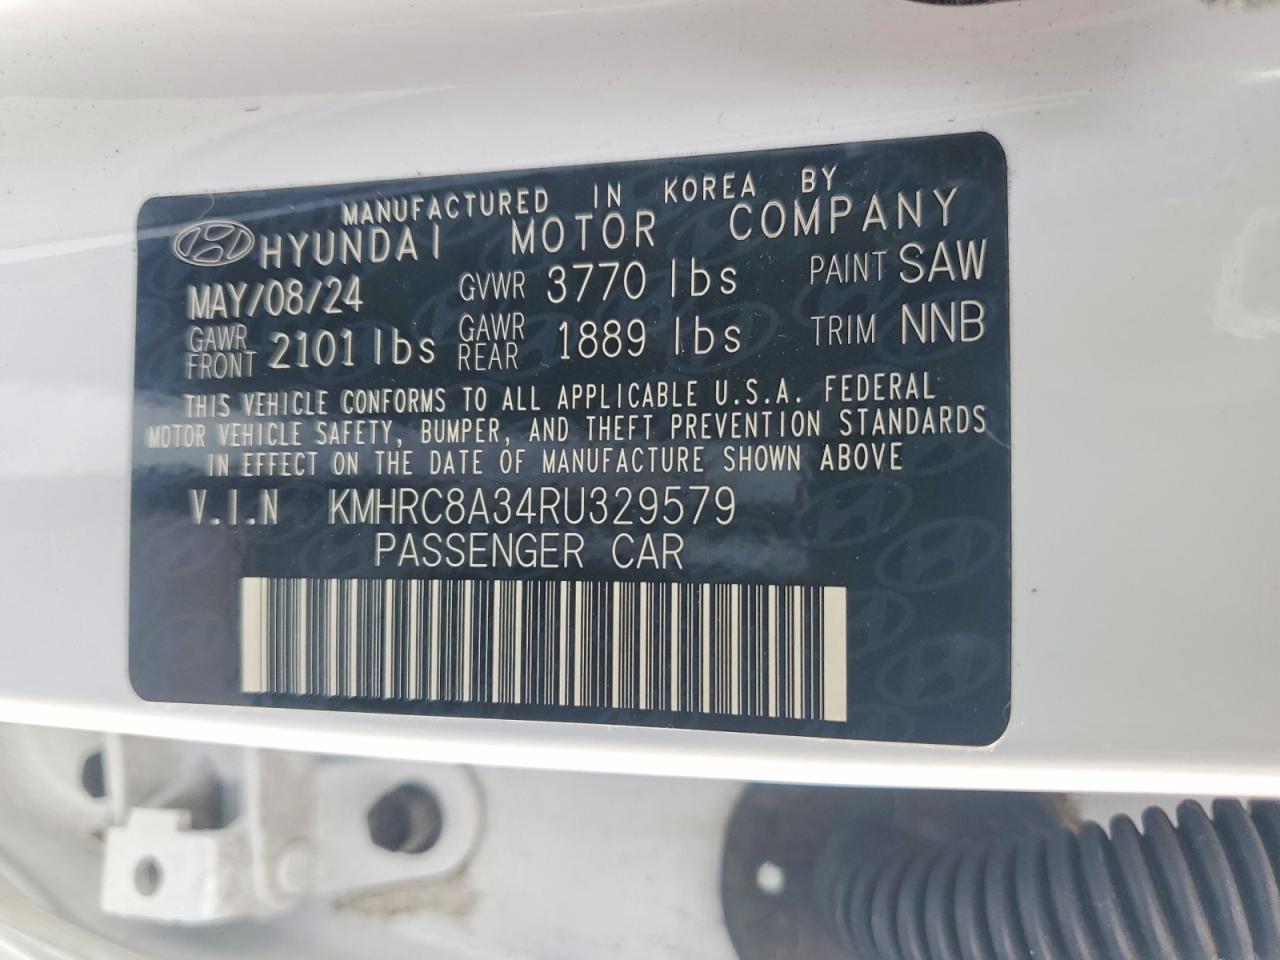 MANUFACTURED IN KOREA BY
HYUNDAI MOTOR COMPANY
MAY/08/24 GVWR 3770 lbs PAINT SAW
GAWR FRONT 2101 lbs GAWR REAR 1889 lbs TRIM NNB
THIS VEHICLE CONFORMS TO ALL APPLICABLE U.S.A. FEDERAL
MOTOR VEHICLE SAFETY, BUMPER, AND THEFT PREVENTION STANDARDS
IN EFFECT ON THE DATE OF MANUFACTURE SHOWN ABOVE
V.I.N KMHRC8A34RU329579
PASSENGER CAR